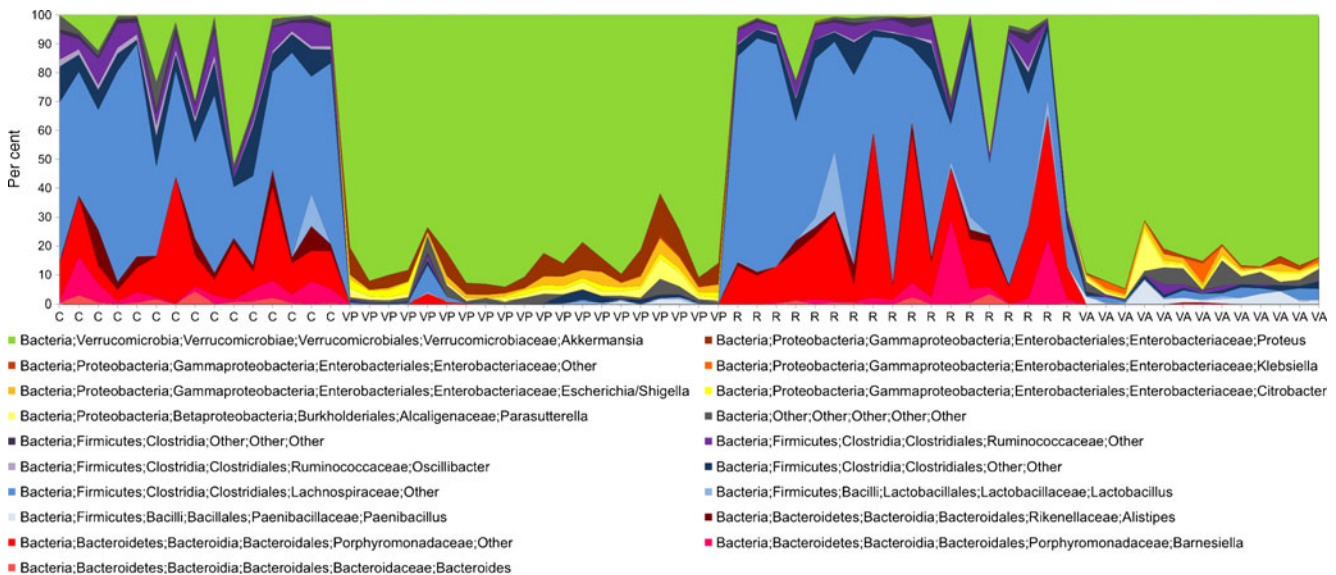 100
90
80
70
60
Per cent
50
40
30
20
10
0
C C C C C C C C C C C C C C C VP VP VP VP VP VP VP VP VP VP VP VP VP VP VP VP VP VP VP VP R R R R R R R R R R R R R R R R R R VA VA VA VA VA VA VA VA VA VA VA VA VA
Bacteria;Verrucomicrobia;Verrucomicrobiae;Verrucomicrobiales;Verrucomicrobiaceae;Akkermansia
Bacteria;Proteobacteria;Gammaproteobacteria;Enterobacteriales;Enterobacteriaceae;Proteus
Bacteria;Proteobacteria;Gammaproteobacteria;Enterobacteriales;Enterobacteriaceae;Other
Bacteria;Proteobacteria;Gammaproteobacteria;Enterobacteriales;Enterobacteriaceae;Klebsiella
Bacteria;Proteobacteria;Gammaproteobacteria;Enterobacteriales;Enterobacteriaceae;Escherichia/Shigella
Bacteria;Proteobacteria;Gammaproteobacteria;Enterobacteriales;Enterobacteriaceae;Citrobacter
Bacteria;Proteobacteria;Betaproteobacteria;Burkholderiales;Alcaligenaceae;Parasutterella
Bacteria;Other;Other;Other;Other;Other
Bacteria;Firmicutes;Clostridia;Other;Other;Other
Bacteria;Firmicutes;Clostridia;Clostridiales;Ruminococcaceae;Other
Bacteria;Firmicutes;Clostridia;Clostridiales;Ruminococcaceae;Oscillibacter
Bacteria;Firmicutes;Clostridia;Clostridiales;Other;Other
Bacteria;Firmicutes;Clostridia;Clostridiales;Lachnospiraceae;Other
Bacteria;Firmicutes;Bacilli;Lactobacillales;Lactobacillaceae;Lactobacillus
Bacteria;Firmicutes;Bacilli;Bacillales;Paenibacillaceae;Paenibacillus
Bacteria;Bacteroidetes;Bacteroidia;Bacteroidales;Rikenellaceae;Alistipes
Bacteria;Bacteroidetes;Bacteroidia;Bacteroidales;Porphyromonadaceae;Other
Bacteria;Bacteroidetes;Bacteroidia;Bacteroidales;Porphyromonadaceae;Barnesiella
Bacteria;Bacteroidetes;Bacteroidia;Bacteroidales;Bacteroidaceae;Bacteroides